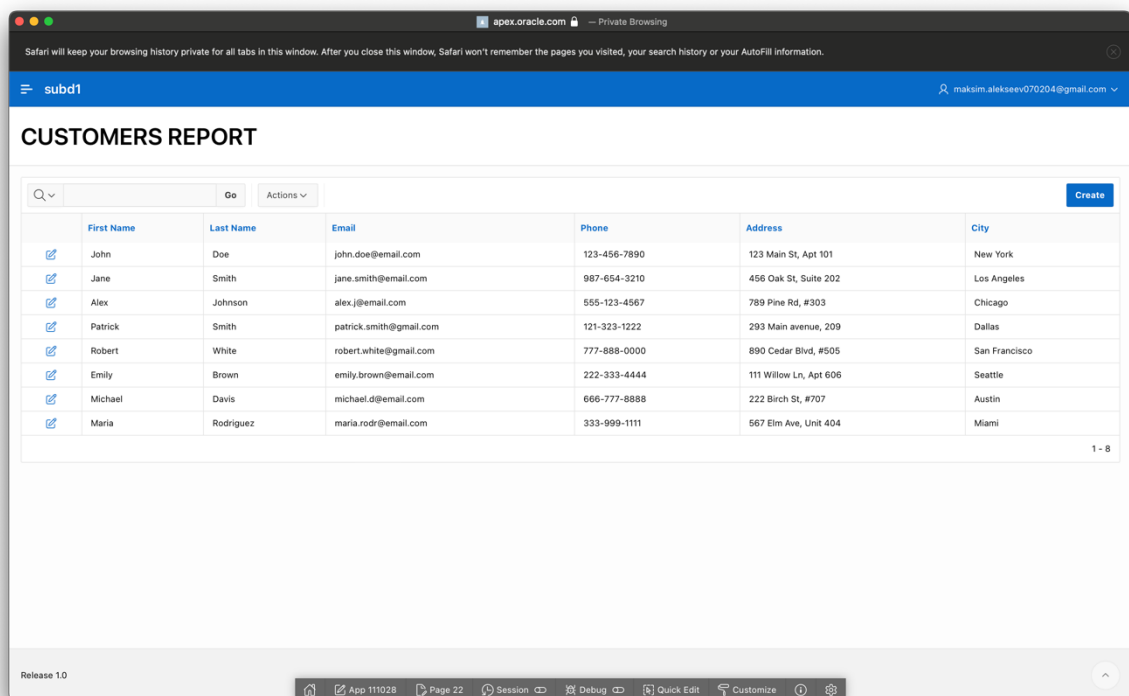 apex.oracle.com — Private Browsing
Safari will keep your browsing history private for all tabs in this window. After you close this window, Safari won't remember the pages you visited, your search history or your AutoFill information.
subd1 maksim.alekseev070204@gmail.com
CUSTOMERS REPORT
Go Actions Create
First Name Last Name Email Phone Address City
John Doe john.doe@email.com 123-456-7890 123 Main St, Apt 101 New York
Jane Smith jane.smith@email.com 987-654-3210 456 Oak St, Suite 202 Los Angeles
Alex Johnson alex.j@email.com 555-123-4567 789 Pine Rd, #303 Chicago
Patrick Smith patrick.smith@gmail.com 121-323-1222 293 Main avenue, 209 Dallas
Robert White robert.white@gmail.com 777-888-0000 890 Cedar Blvd, #505 San Francisco
Emily Brown emily.brown@email.com 222-333-4444 111 Willow Ln, Apt 606 Seattle
Michael Davis michael.d@email.com 666-777-8888 222 Birch St, #707 Austin
Maria Rodriguez maria.rodr@email.com 333-999-1111 567 Elm Ave, Unit 404 Miami
1 - 8
Release 1.0
App 111028 Page 22 Session Debug Quick Edit Customize